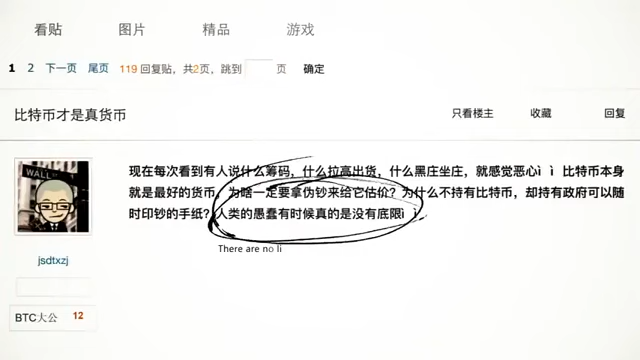 看贴 图片 精品 游戏
1 2 下一页 尾页 119 回复贴，共2页，跳到 页 确定
比特币才是真货币 只看楼主 收藏 回复
WALL
现在每次看到有人说什么筹码，什么拉高出货，什么黑庄坐庄，就感觉恶心ì ì 比特币本身
就是最好的货币，为啥一定要拿伪钞来给它估价？为什么不持有比特币，却持有政府可以随
时印钞的手纸？人类的愚蠢有时候真的是没有底限ì ì
There are no li
jsdtxzj
BTC大公 12